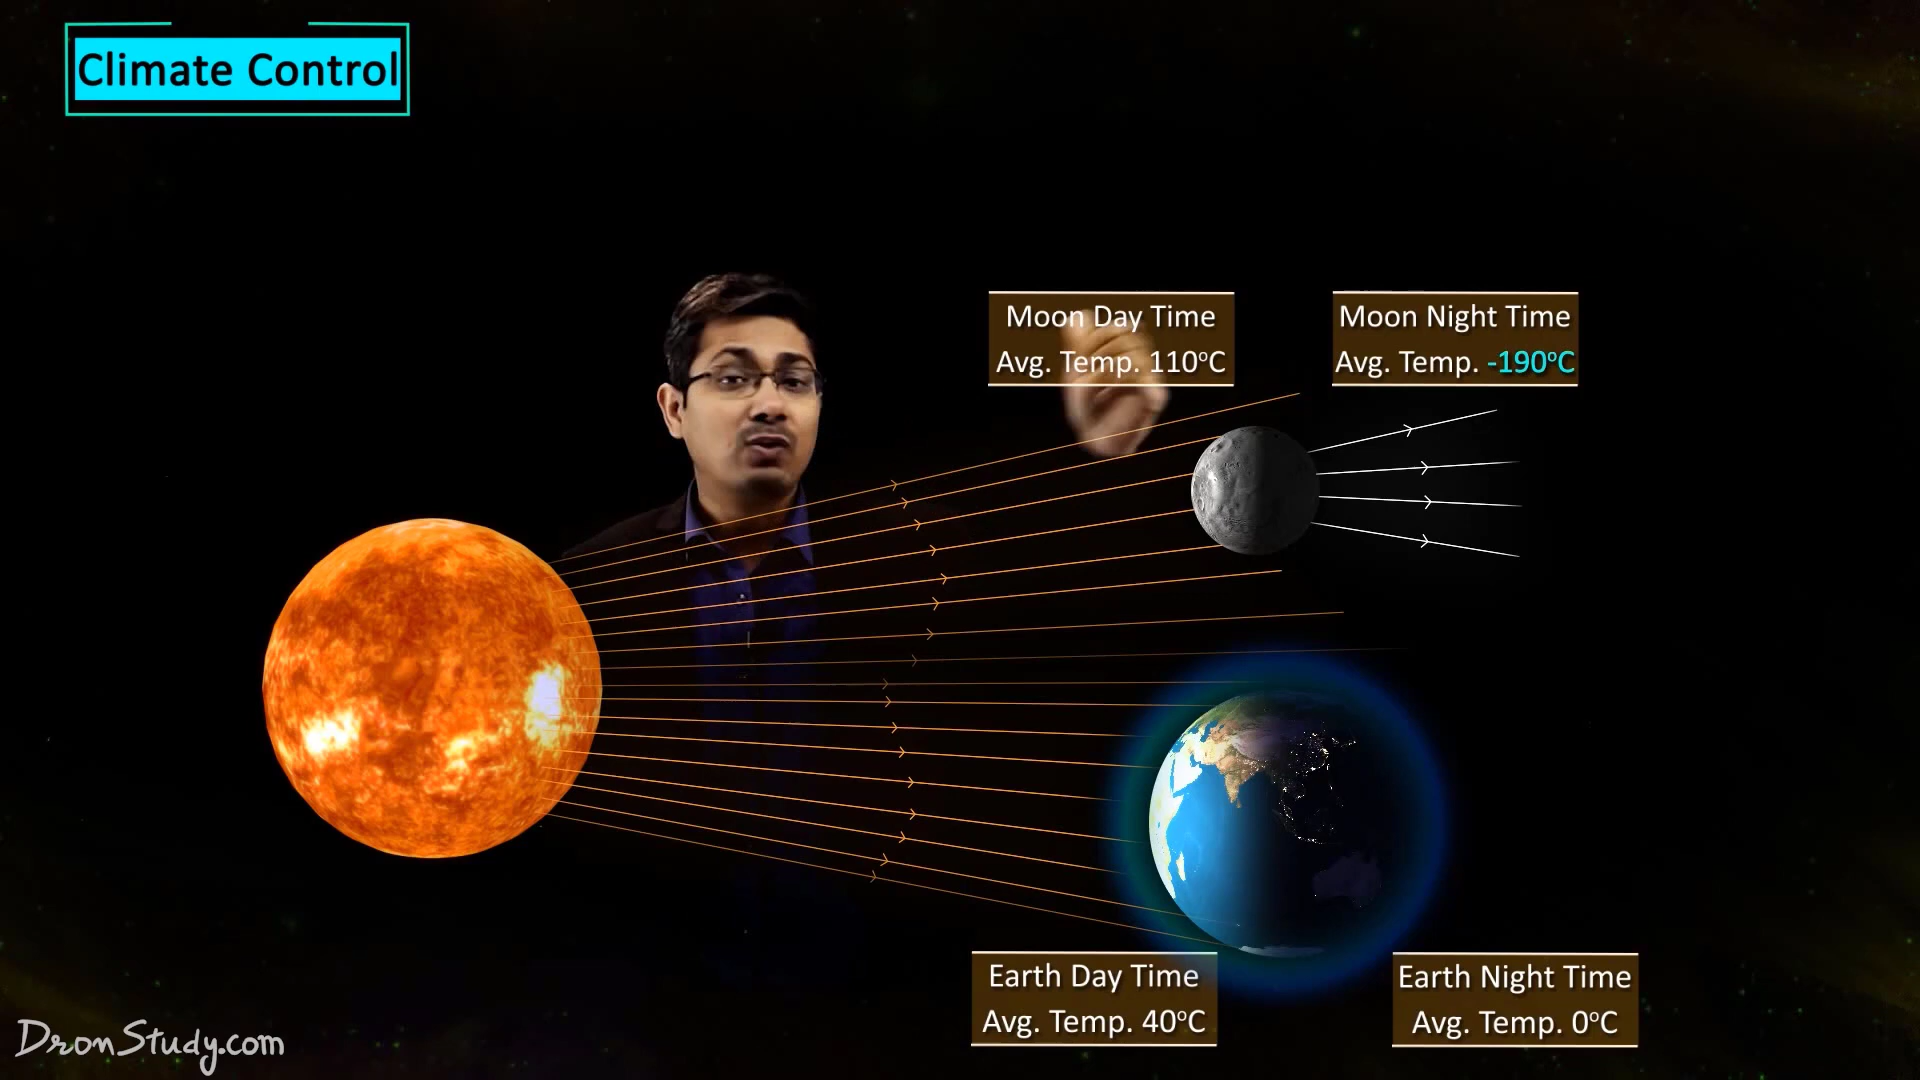 Climate Control
Moon Day Time
Avg. Temp. 110°C
Moon Night Time
Avg. Temp. -190°C
Earth Day Time
Avg. Temp. 40°C
Earth Night Time
Avg. Temp. 0°C
DronStudy.com